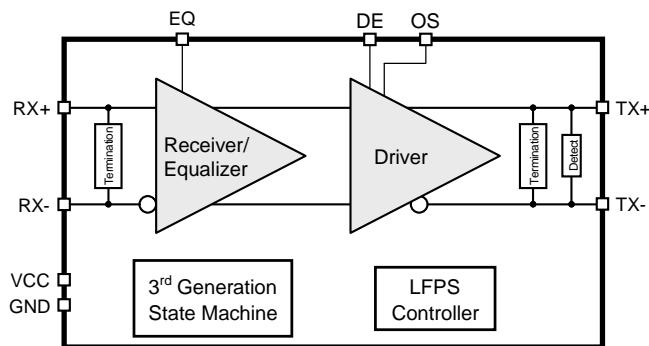 EQ
DE
OS
RX+
TX+
Termination
Receiver/
Equalizer
Driver
Termination
Detect
RX-
TX-
VCC
GND
3rd Generation
State Machine
LFPS
Controller